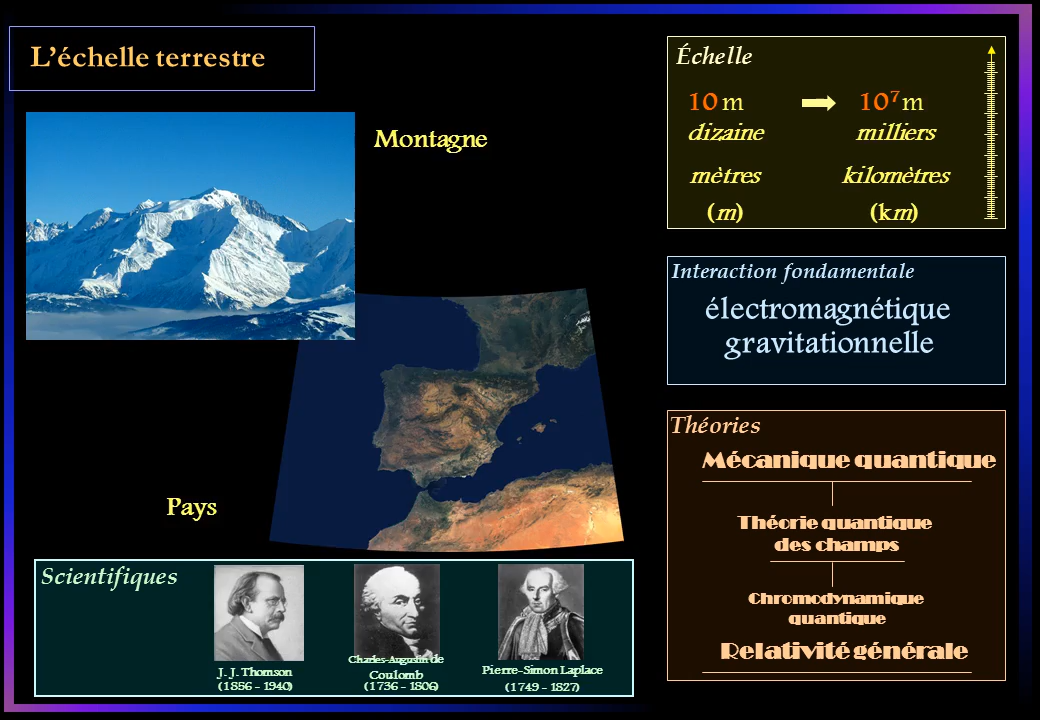 L’échelle terrestre
Montagne
Pays
Échelle
10 m 10⁷ m
dizaine milliers
mètres kilomètres
(m) (km)
Interaction fondamentale
électromagnétique
gravitationnelle
Théories
Mécanique quantique
Théorie quantique
des champs
Chromodynamique
quantique
Relativité générale
Scientifiques
J. J. Thomson
(1856 - 1940)
Charles-Augustin de
Coulomb
(1736 - 1806)
Pierre-Simon Laplace
(1749 - 1827)